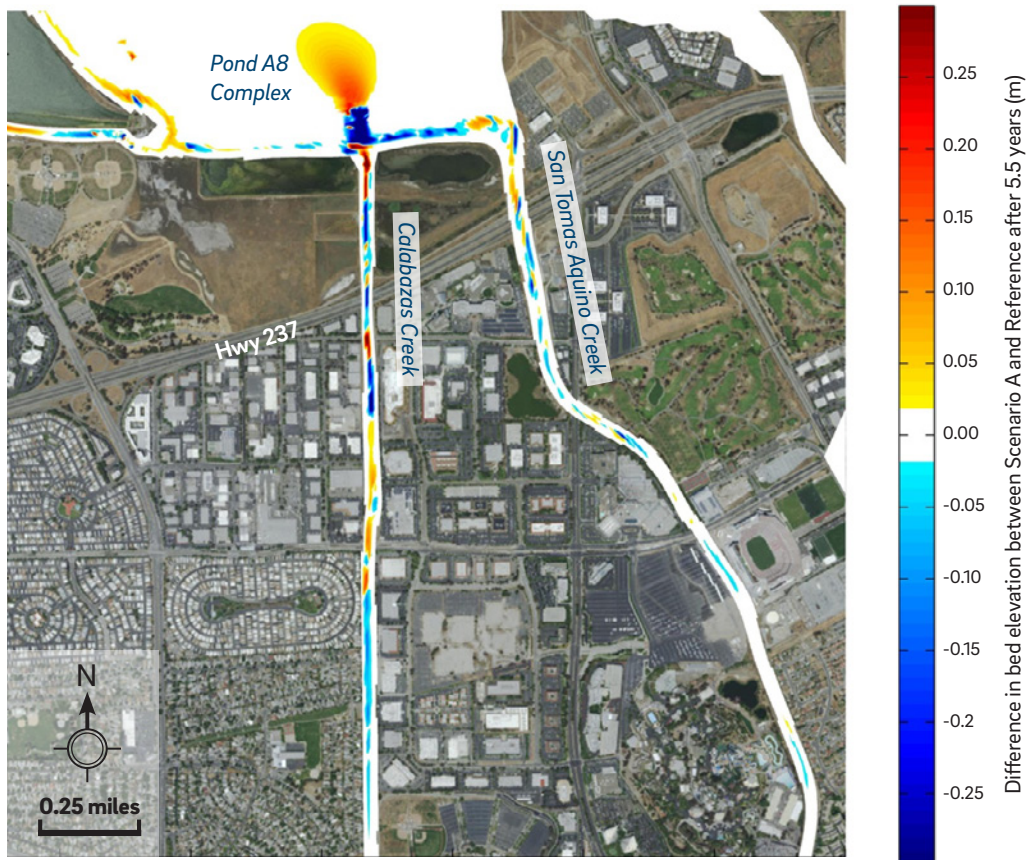 Pond A8
Complex
San Tomas Aquino Creek
Calabazas Creek
Hwy 237
N
0.25 miles
0.25
0.20
0.15
0.10
0.05
0.00
-0.05
-0.10
-0.15
-0.2
-0.25
Difference in bed elevation between Scenario A and Reference after 5.5 years (m)